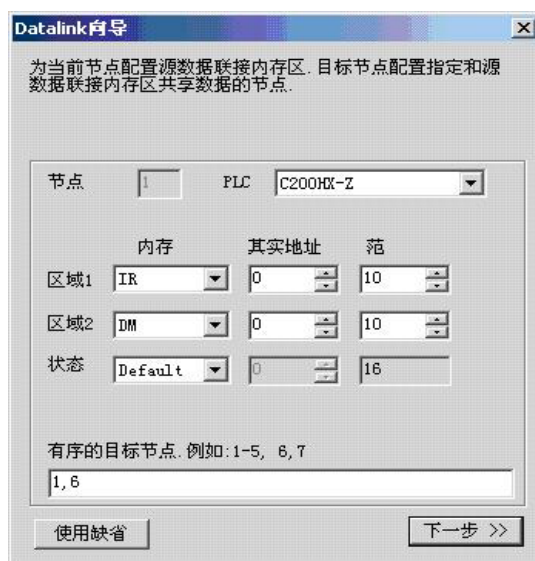 Datalink向导
为当前节点配置源数据联接内存区.目标节点配置指定和源
数据联接内存区共享数据的节点.
节点 1 PLC C200HX-Z
内存 其实地址 范
区域1 IR 0 10
区域2 DM 0 10
状态 Default 0 16
有序的目标节点.例如:1-5, 6,7
1,6
使用缺省 下一步 >>